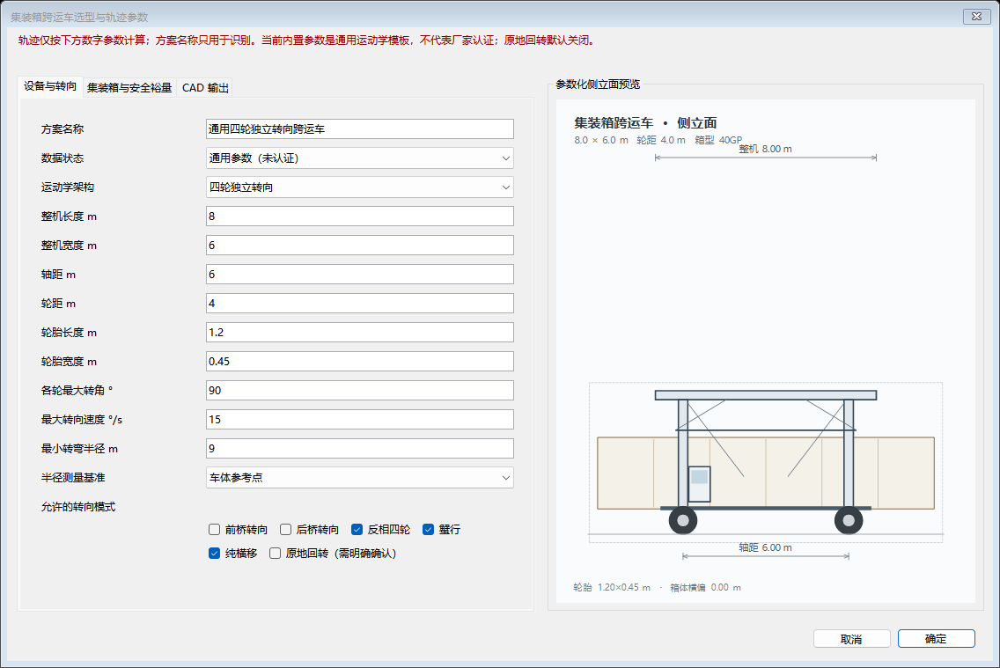 集装箱跨运车选型与轨迹参数
轨迹仅按下方数字参数计算；方案名称只用于识别。当前内置参数是通用运动学模板，不代表厂家认证；原地回转默认关闭。
设备与转向 集装箱与安全裕量 CAD 输出
方案名称 通用四轮独立转向跨运车
数据状态 通用参数（未认证）
运动学架构 四轮独立转向
整机长度 m 8
整机宽度 m 6
轴距 m 6
轮距 m 4
轮胎长度 m 1.2
轮胎宽度 m 0.45
各轮最大转角 ° 90
最大转向速度 °/s 15
最小转弯半径 m 9
半径测量基准 车体参考点
允许的转向模式
前桥转向 后桥转向 反相四轮 蟹行
纯横移 原地回转（需明确确认）
参数化侧立面预览
集装箱跨运车 • 侧立面
8.0 × 6.0 m 轮距 4.0 m 箱型 40GP
整机 8.00 m
轴距 6.00 m
轮胎 1.20×0.45 m · 箱体横偏 0.00 m
取消 确定